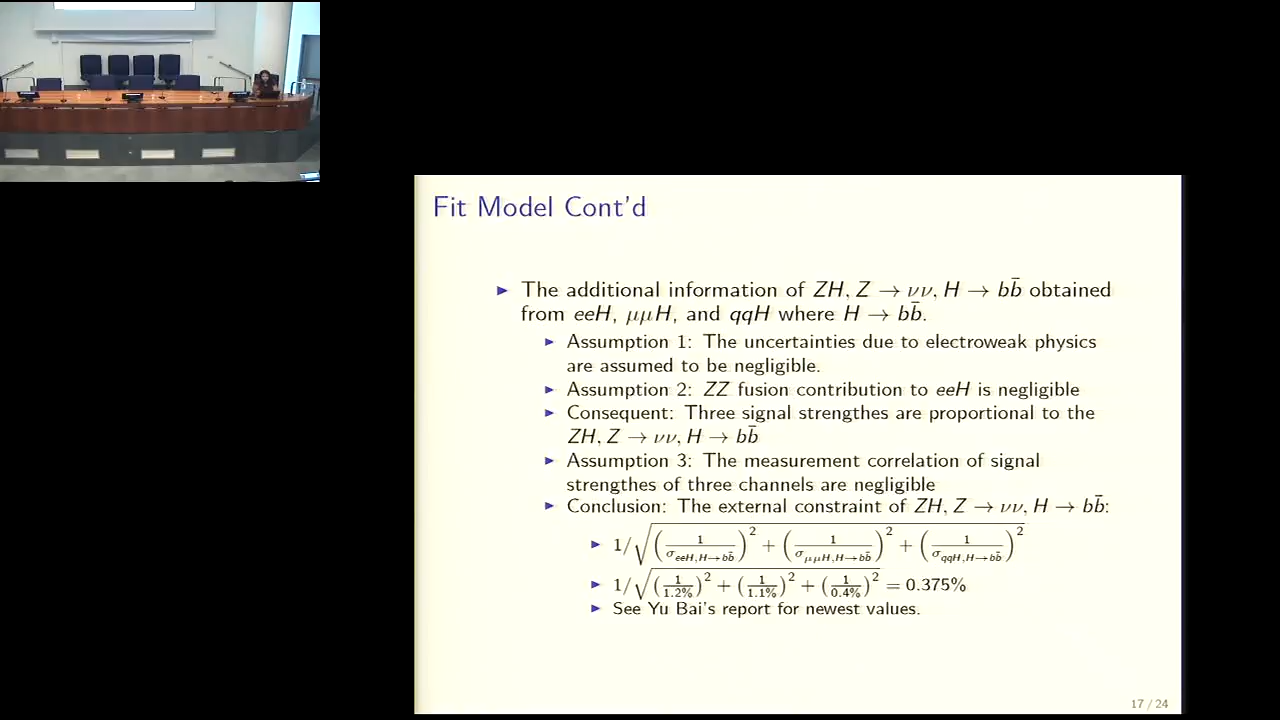 Fit Model Cont'd
► The additional information of ZH, Z → νν, H → bb̄ obtained
from eeH, μμH, and qqH where H → bb̄.
► Assumption 1: The uncertainties due to electroweak physics
are assumed to be negligible.
► Assumption 2: ZZ fusion contribution to eeH is negligible
► Consequent: Three signal strengthes are proportional to the
ZH, Z → νν, H → bb̄
► Assumption 3: The measurement correlation of signal
strengthes of three channels are negligible
► Conclusion: The external constraint of ZH, Z → νν, H → bb̄:
► 1/√((1/σ_{eeH,H→bb̄})² + (1/σ_{μμH,H→bb̄})² + (1/σ_{qqH,H→bb̄})²)
► 1/√((1/1.2%)² + (1/1.1%)² + (1/0.4%)²) = 0.375%
► See Yu Bai's report for newest values.
17 / 24